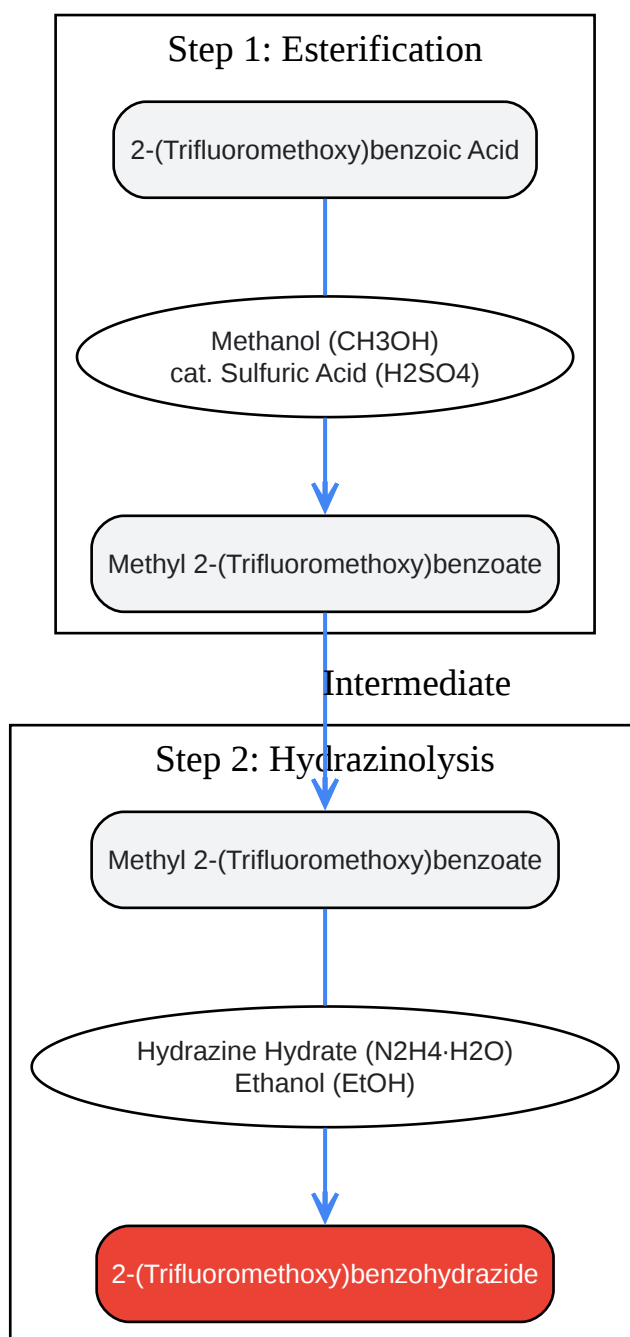 Step 1: Esterification
2-(Trifluoromethoxy)benzoic Acid
Methanol (CH3OH)
cat. Sulfuric Acid (H2SO4)
Methyl 2-(Trifluoromethoxy)benzoate
Intermediate
Step 2: Hydrazinolysis
Methyl 2-(Trifluoromethoxy)benzoate
Hydrazine Hydrate (N2H4·H2O)
Ethanol (EtOH)
2-(Trifluoromethoxy)benzohydrazide